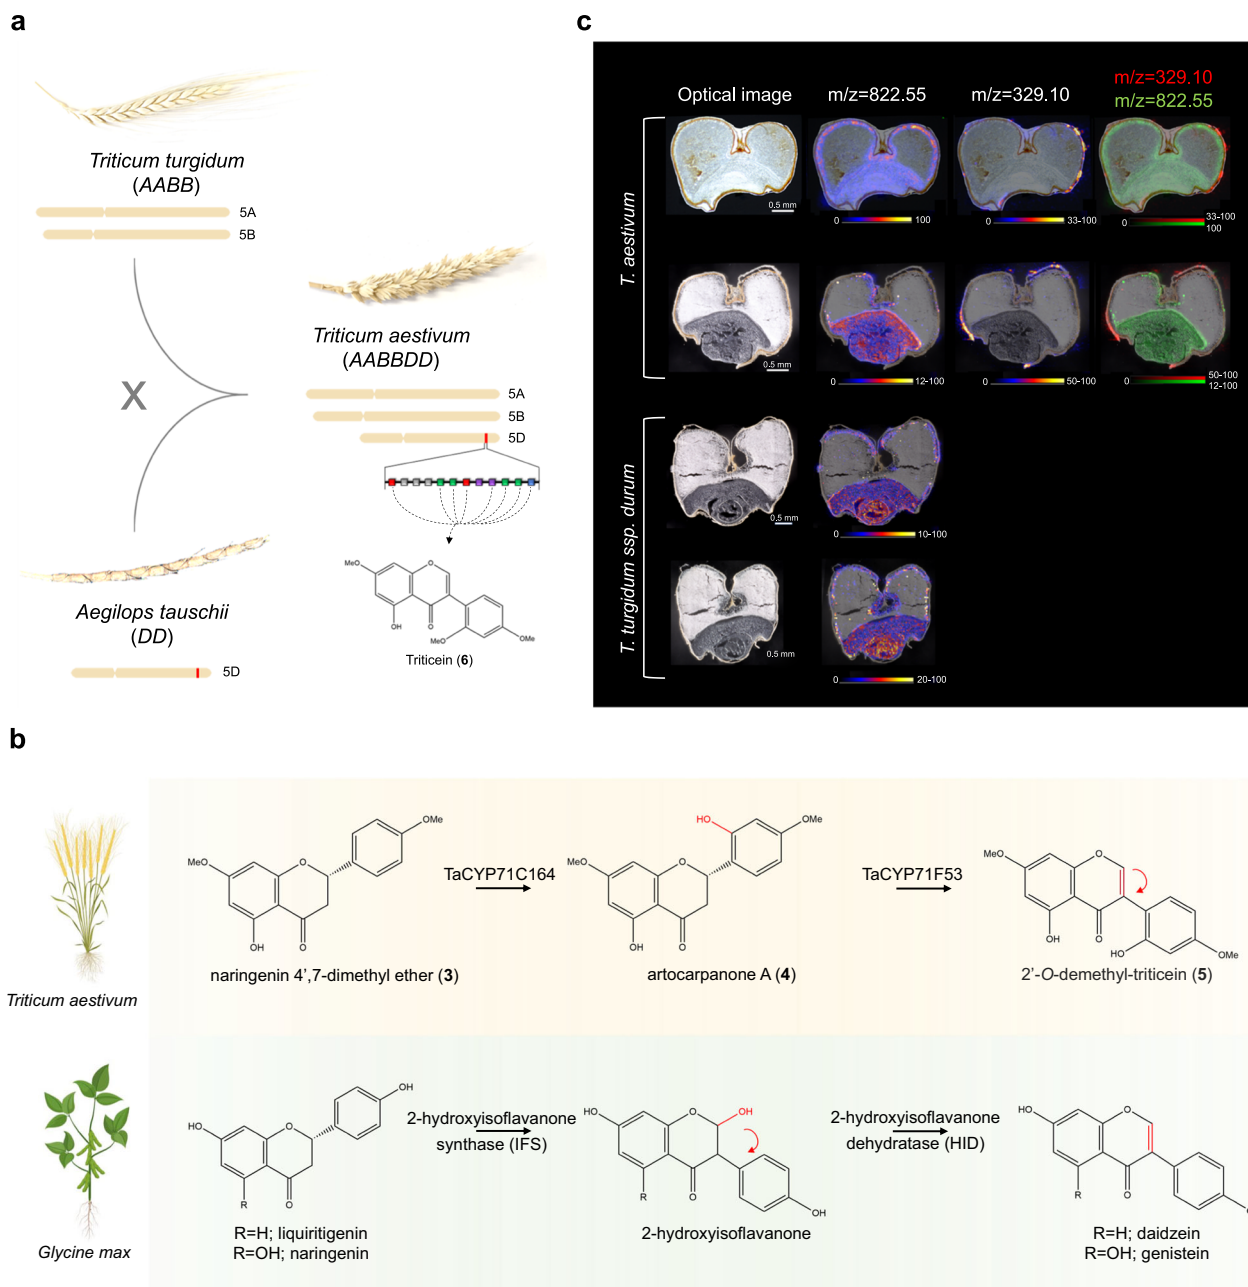 a
Triticum turgidum
(AABB)
5A
5B
X
Aegilops tauschii
(DD)
5D
Triticum aestivum
(AABBDD)
5A
5B
5D
MeO
O
OH
O
MeO
OMe
Triticein (6)
c
Optical image
m/z=822.55
m/z=329.10
m/z=329.10
m/z=822.55
T. aestivum
0.5 mm
0
100
0
33-100
0
33-100
100
0.5 mm
0
12-100
0
50-100
0
50-100
12-100
T. turgidum ssp. durum
0.5 mm
0
10-100
0.5 mm
0
20-100
b
Triticum aestivum
MeO
O
OMe
OH
O
naringenin 4',7-dimethyl ether (3)
TaCYP71C164
HO
OMe
MeO
O
OH
O
artocarpanone A (4)
TaCYP71F53
MeO
O
OH
O
HO
OMe
2'-O-demethyl-triticein (5)
Glycine max
HO
O
OH
R
O
R=H; liquiritigenin
R=OH; naringenin
2-hydroxyisoflavanone
synthase (IFS)
HO
O
OH
R
O
OH
2-hydroxyisoflavanone
2-hydroxyisoflavanone
dehydratase (HID)
HO
O
R
O
R=H; daidzein
R=OH; genistein